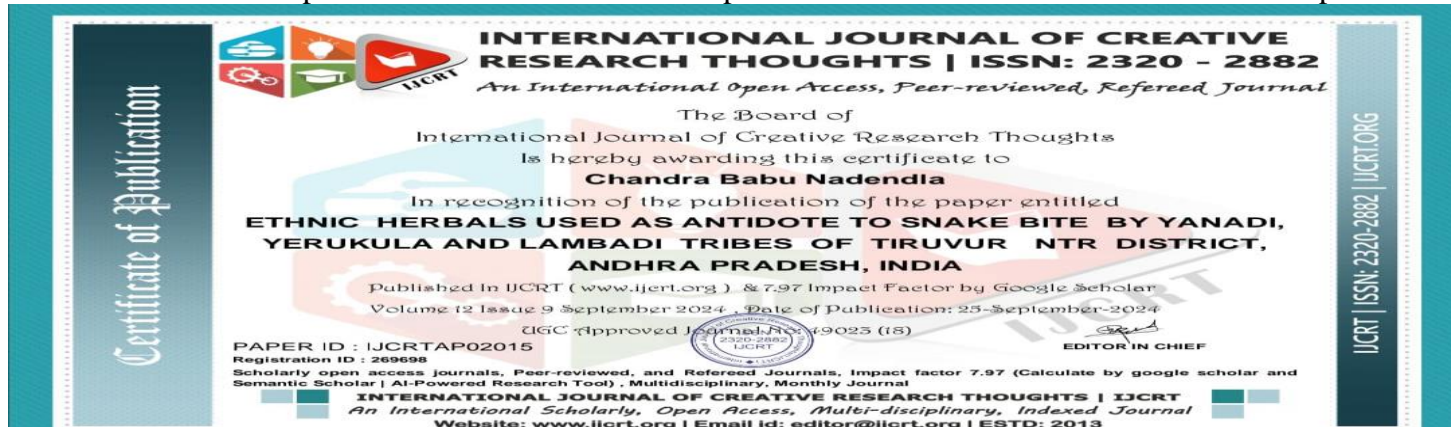 Certificate of Publication
IJCRT
INTERNATIONAL JOURNAL OF CREATIVE
RESEARCH THOUGHTS | ISSN: 2320 - 2882
An International Open Access, Peer-reviewed, Refereed Journal
The Board of
International Journal of Creative Research Thoughts
Is hereby awarding this certificate to
Chandra Babu Nadendla
In recognition of the publication of the paper entitled
ETHNIC HERBALS USED AS ANTIDOTE TO SNAKE BITE BY YANADI,
YERUKULA AND LAMBADI TRIBES OF TIRUVUR NTR DISTRICT,
ANDHRA PRADESH, INDIA
Published In IJCRT ( www.ijcrt.org ) & 7.97 Impact Factor by Google Scholar
Volume 12 Issue 9 September 2024 , Date of Publication: 25-September-2024
UGC Approved Journal No: 49023 (18)
2320-2882
IJCRT
PAPER ID : IJCRTAP02015
EDITOR IN CHIEF
Registration ID : 269698
Scholarly open access journals, Peer-reviewed, and Refereed Journals, Impact factor 7.97 (Calculate by google scholar and
Semantic Scholar | AI-Powered Research Tool) , Multidisciplinary, Monthly Journal
INTERNATIONAL JOURNAL OF CREATIVE RESEARCH THOUGHTS | IJCRT
An International Scholarly, Open Access, Multi-disciplinary, Indexed Journal
Website: www.ijcrt.org | Email id: editor@ijcrt.org | ESTD: 2013
IJCRT | ISSN: 2320-2882 | IJCRT.ORG